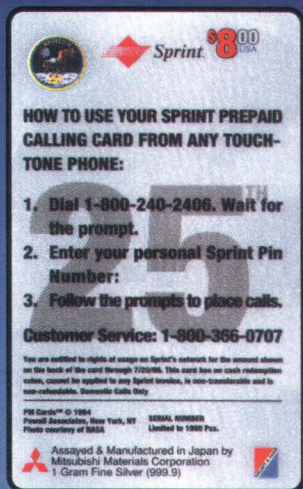 Sprint
$8.00
USA
HOW TO USE YOUR SPRINT PREPAID
CALLING CARD FROM ANY TOUCH-
TONE PHONE:
25TH
1. Dial 1-800-240-2406. Wait for
the prompt.
2. Enter your personal Sprint Pin
Number:
3. Follow the prompts to place calls.
Customer Service: 1-800-366-0707
You are entitled to rights of usage on Sprint's network for the amount shown
on the back of the card through 7/20/96. This card has no cash redemption
value, cannot be applied to any Sprint invoice, is non-transferable and is
non-refundable. Domestic Calls Only
PM Cards™ © 1994
Powell Associates, New York, NY
Photo courtesy of NASA
SERIAL NUMBER
Limited to 1995 Pcs.
Assayed & Manufactured in Japan by
Mitsubishi Materials Corporation
1 Gram Fine Silver (999.9)